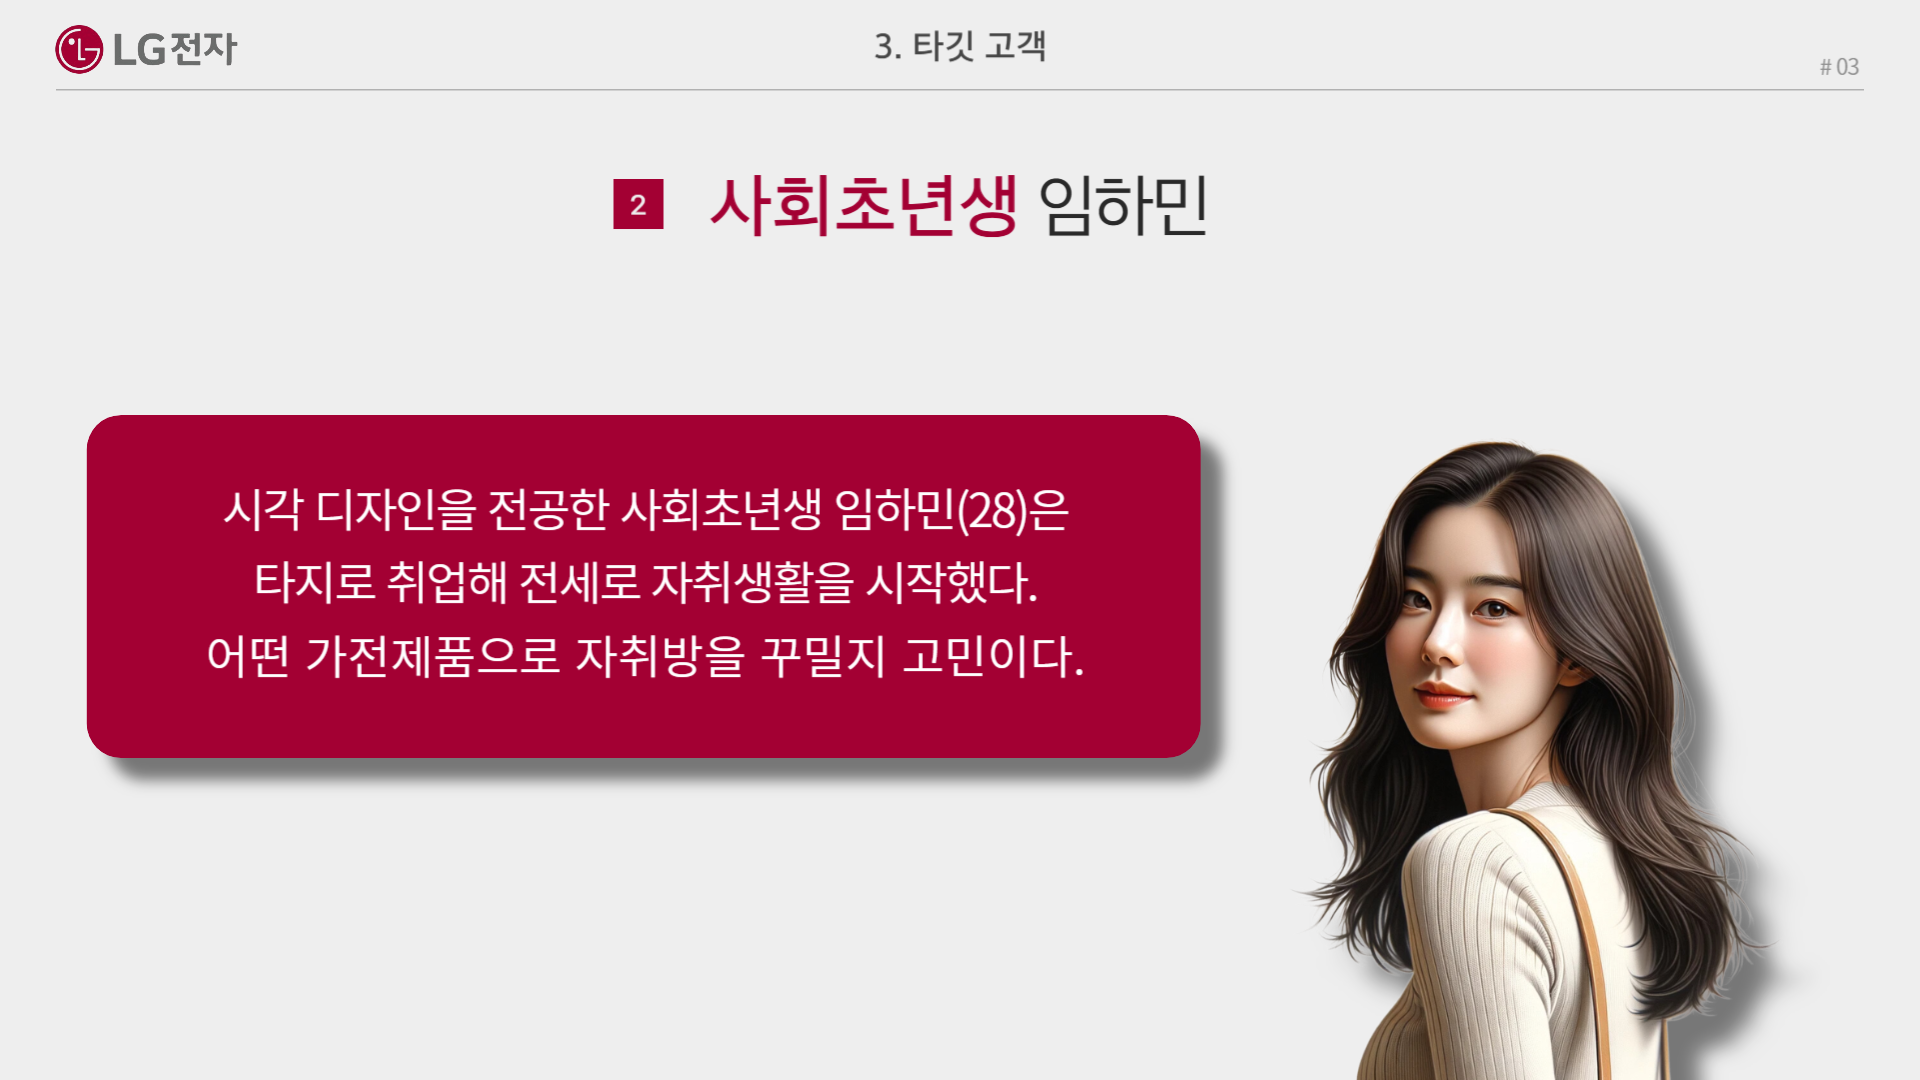 LG전자
3. 타깃 고객
# 03
2 사회초년생 임하민
시각 디자인을 전공한 사회초년생 임하민(28)은
타지로 취업해 전세로 자취생활을 시작했다.
어떤 가전제품으로 자취방을 꾸밀지 고민이다.